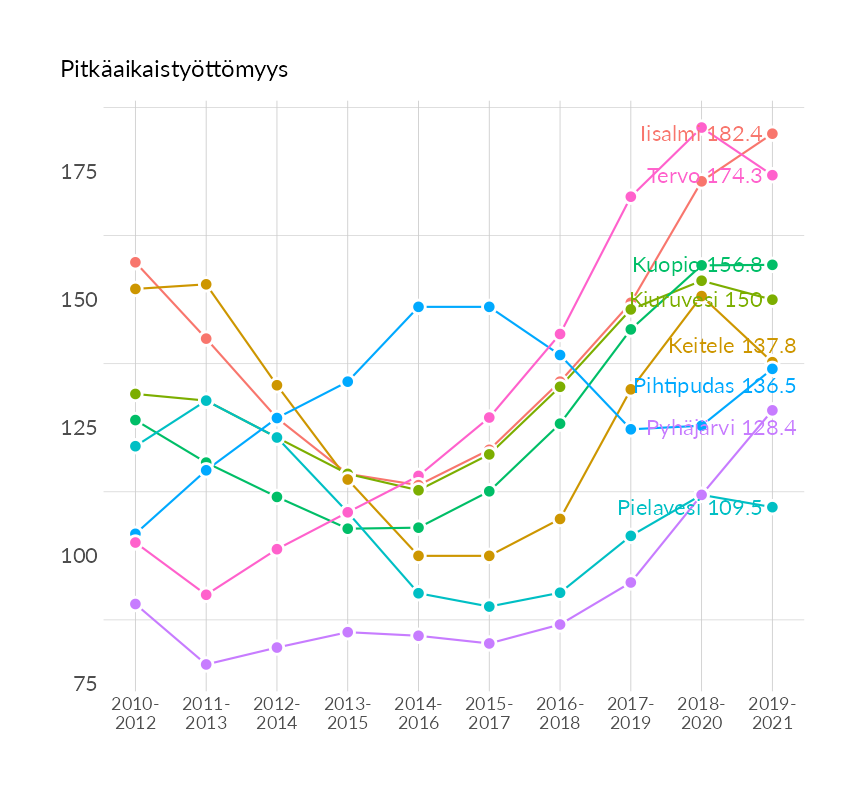 Pitkäaikaistyöttömyys
Iisalmi 182.4
175
Tervo 174.3
Kuopio 156.8
150
Kiuruvesi 150
Keitele 137.8
Pihtipudas 136.5
125
Pyhäjärvi 128.4
100
Pielavesi 109.5
75
2010- 2011- 2012- 2013- 2014- 2015- 2016- 2017- 2018- 2019-
2012 2013 2014 2015 2016 2017 2018 2019 2020 2021